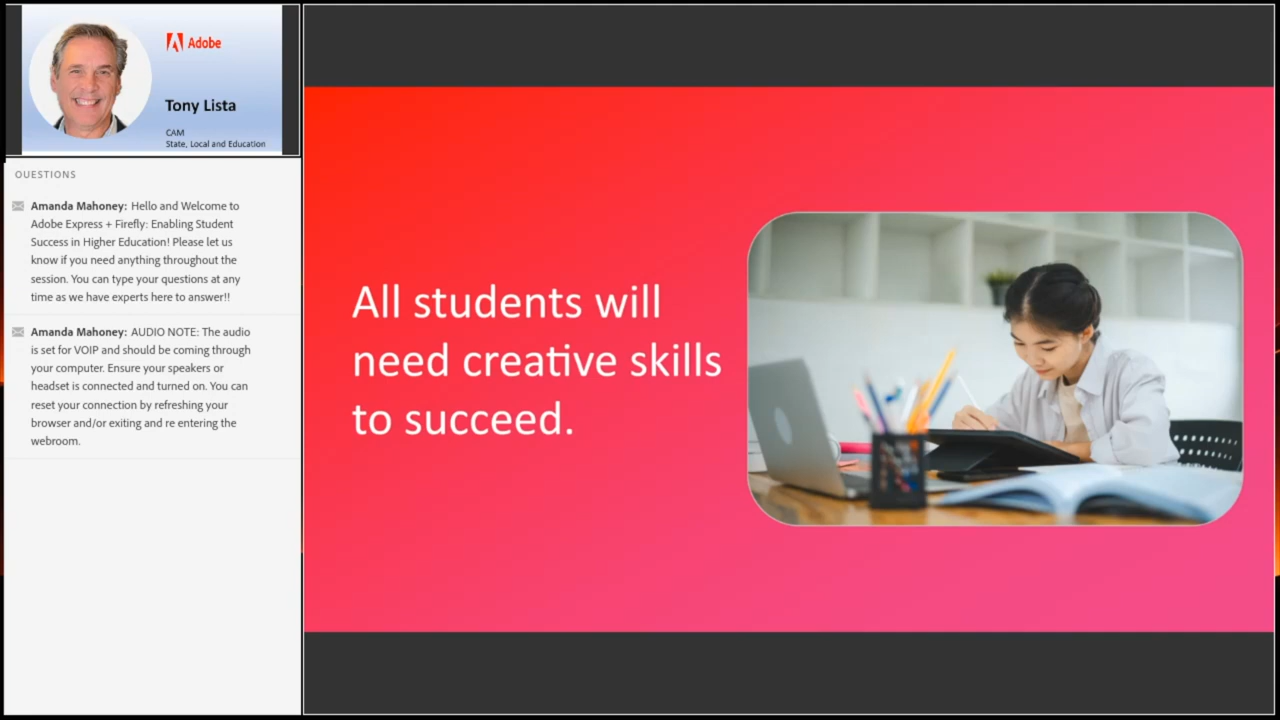 Adobe
Tony Lista
CAM
State, Local and Education
QUESTIONS
Amanda Mahoney: Hello and Welcome to
Adobe Express + Firefly: Enabling Student
Success in Higher Education! Please let us
know if you need anything throughout the
session. You can type your questions at any
time as we have experts here to answer!!
Amanda Mahoney: AUDIO NOTE: The audio
is set for VOIP and should be coming through
your computer. Ensure your speakers or
headset is connected and turned on. You can
reset your connection by refreshing your
browser and/or exiting and re entering the
webroom.
All students will
need creative skills
to succeed.